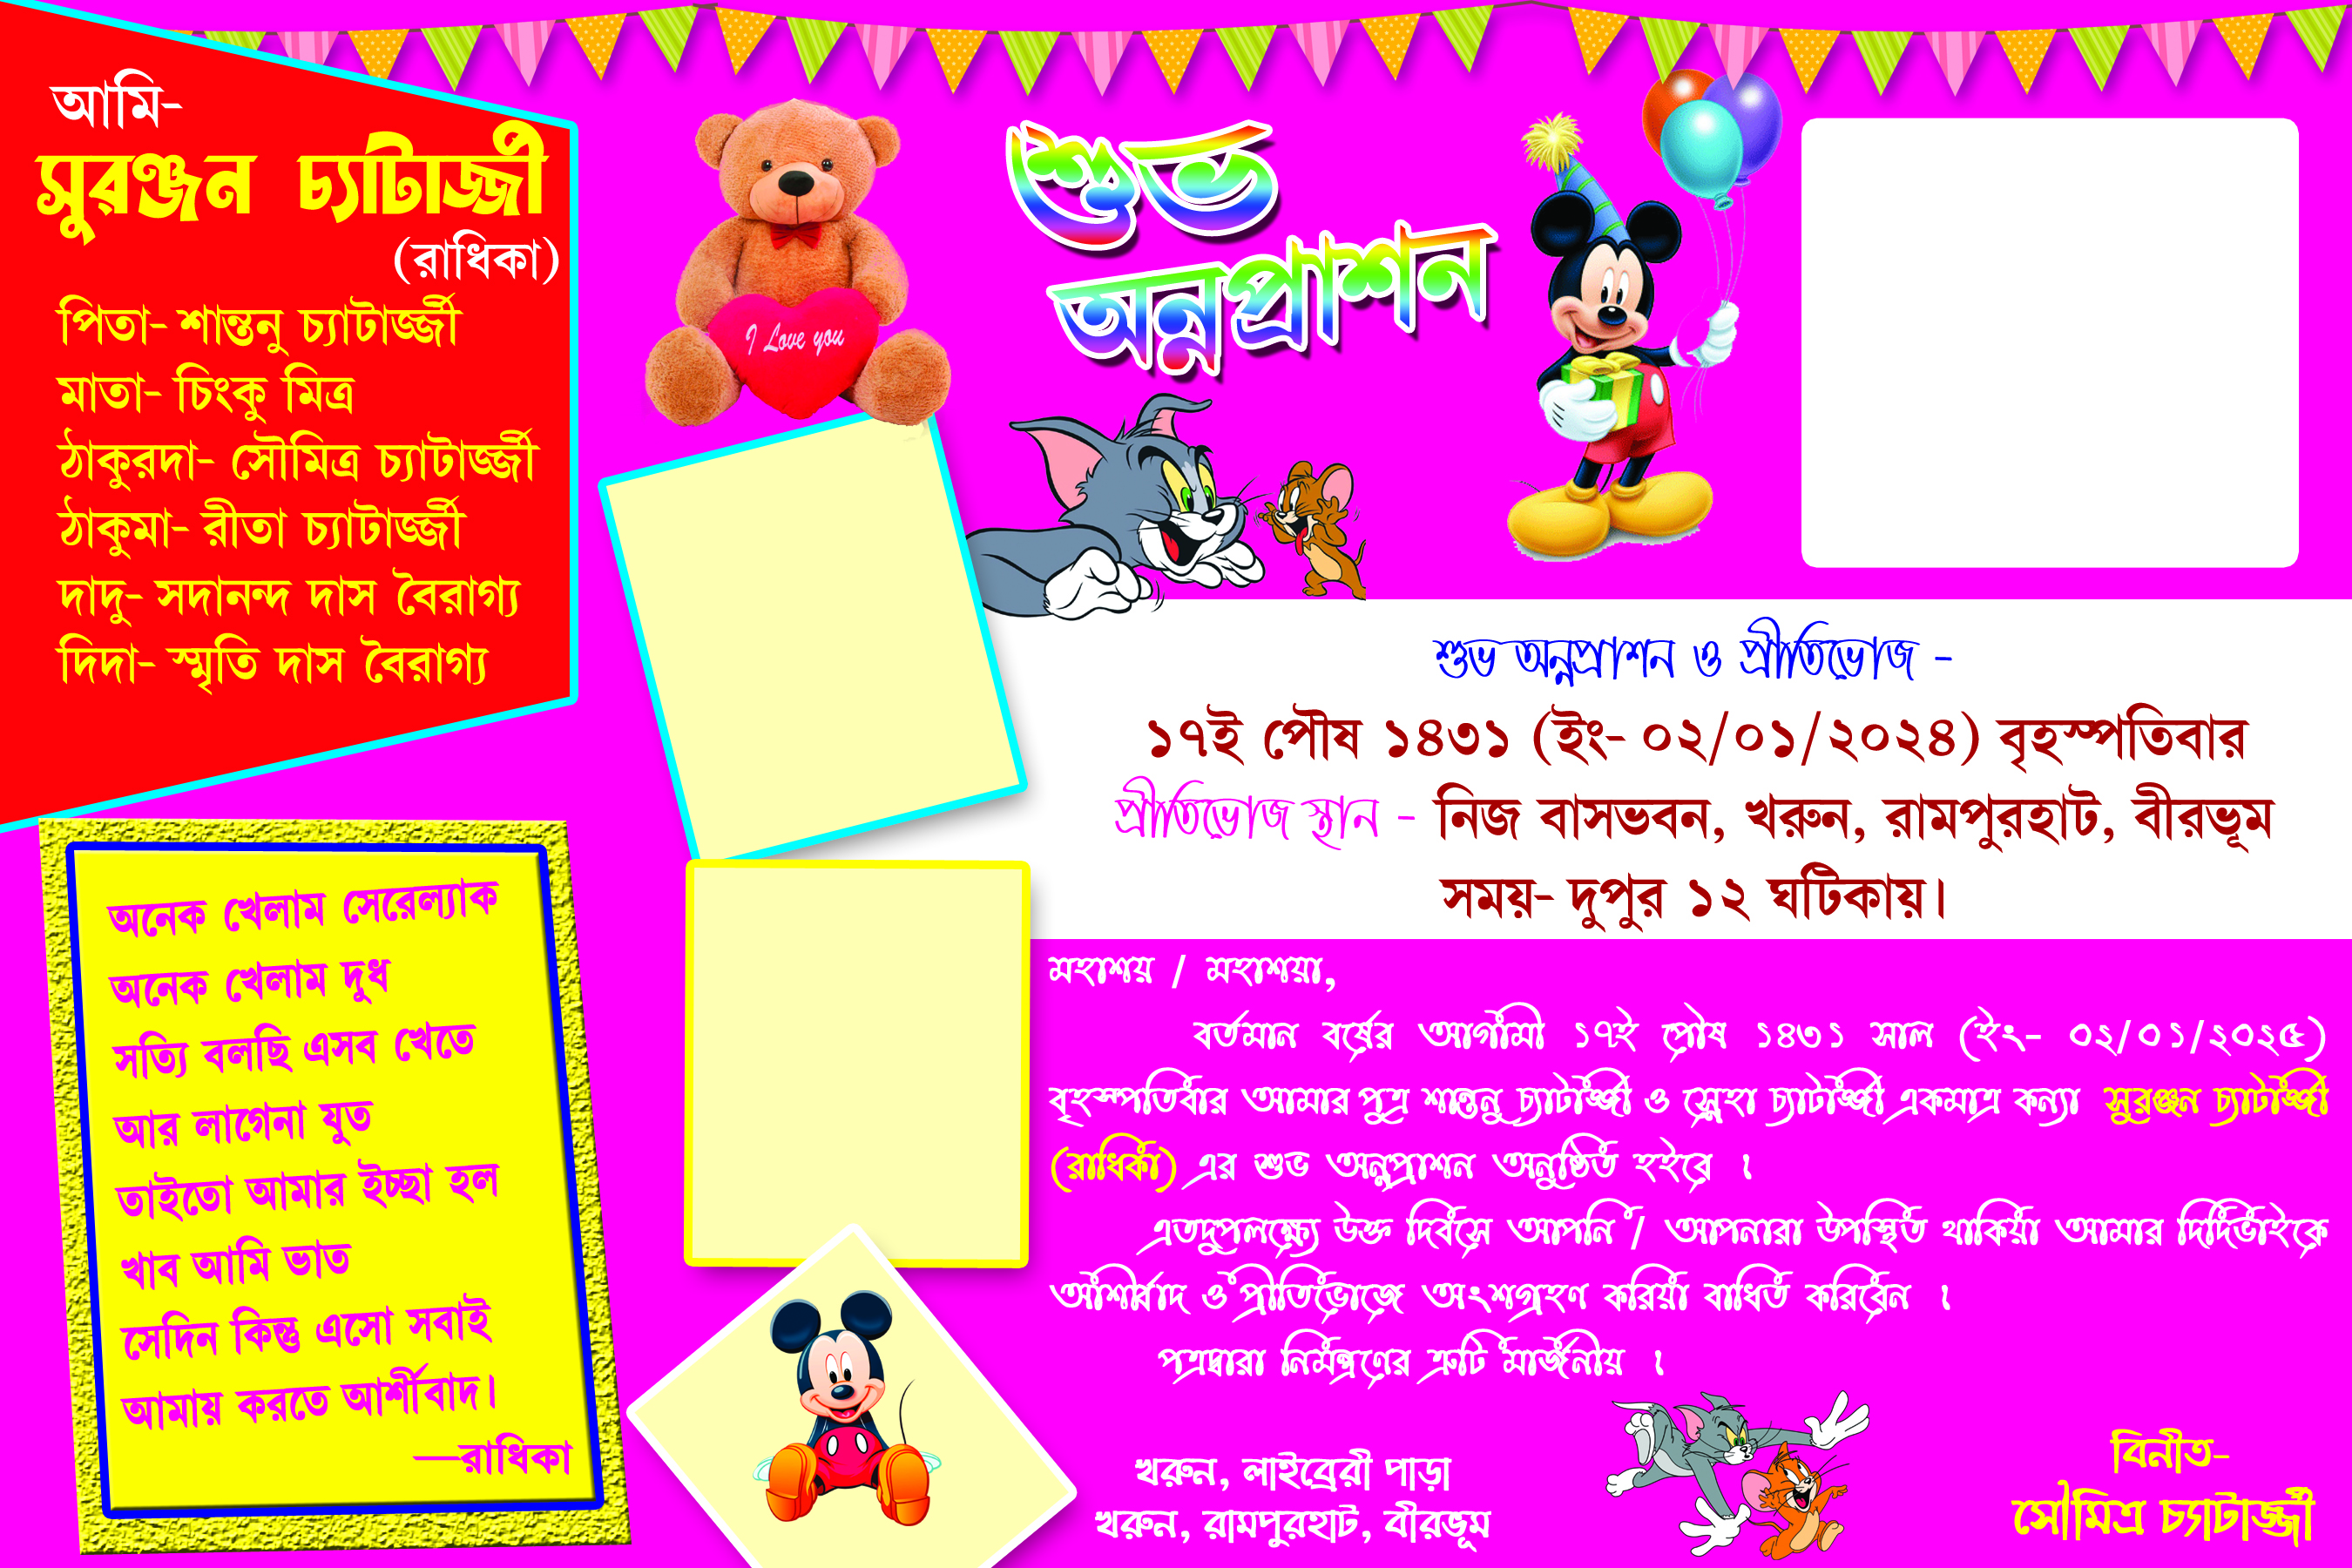 আমি-
সুরঞ্জন চ্যাটার্জ্জী
(রাধিকা)
পিতা- শান্তনু চ্যাটার্জ্জী
মাতা- চিংকু মিত্র
ঠাকুরদা- সৌমিত্র চ্যাটার্জ্জী
ঠাকুমা- রীতা চ্যাটার্জ্জী
দাদু- সদানন্দ দাস বৈরাগ্য
দিদা- স্মৃতি দাস বৈরাগ্য
I Love you
শুভ
অন্নপ্রাশন
শুভ অন্নপ্রাশন ও প্রীতিভোজ -
১৭ই পৌষ ১৪৩১ (ইং- ০২/০১/২০২৪) বৃহস্পতিবার
প্রীতিভোজ স্থান - নিজ বাসভবন, খরুন, রামপুরহাট, বীরভূম
সময়- দুপুর ১২ ঘটিকায়।
অনেক খেলাম সেরেল্যাক
অনেক খেলাম দুধ
সত্যি বলছি এসব খেতে
আর লাগেনা যুত
তাইতো আমার ইচ্ছা হল
খাব আমি ভাত
সেদিন কিন্তু এসো সবাই
আমায় করতে আর্শীবাদ।
—রাধিকা
মহাশয় / মহাশয়া,
বর্তমান বর্ষের আগামী ১৭ই পৌষ ১৪৩১ সাল (ইং- ০২/০১/২০২৫)
বৃহস্পতিবার আমার পুত্র শান্তনু চ্যাটার্জ্জী ও স্নেহা চ্যাটার্জ্জী একমাত্র কন্যা সুরঞ্জন চ্যাটার্জ্জী
(রাধিকা) এর শুভ অন্নপ্রাশন অনুষ্ঠিত হইবে ।
এতদুপলক্ষ্যে উক্ত দিবসে আপনি / আপনারা উপস্থিত থাকিয়া আমার দিদিভাইকে
আশীর্বাদ ও প্রীতিভোজে অংশগ্রহণ করিয়া বাধিত করিবেন ।
পত্রদ্বারা নিমন্ত্রণের ত্রুটি মার্জনীয় ।
খরুন, লাইব্রেরী পাড়া
খরুন, রামপুরহাট, বীরভূম
বিনীত-
সৌমিত্র চ্যাটার্জ্জী